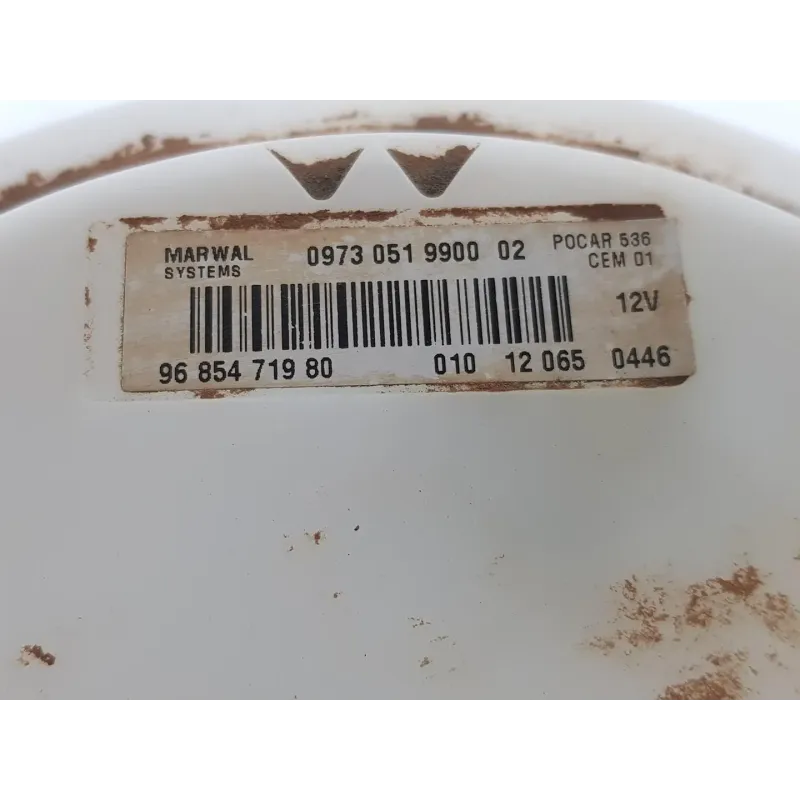 MARWAL 0973 051 9900 02 POCAR 536
SYSTEMS CEM 01
12V
96 854 719 80 010 12 065 0446